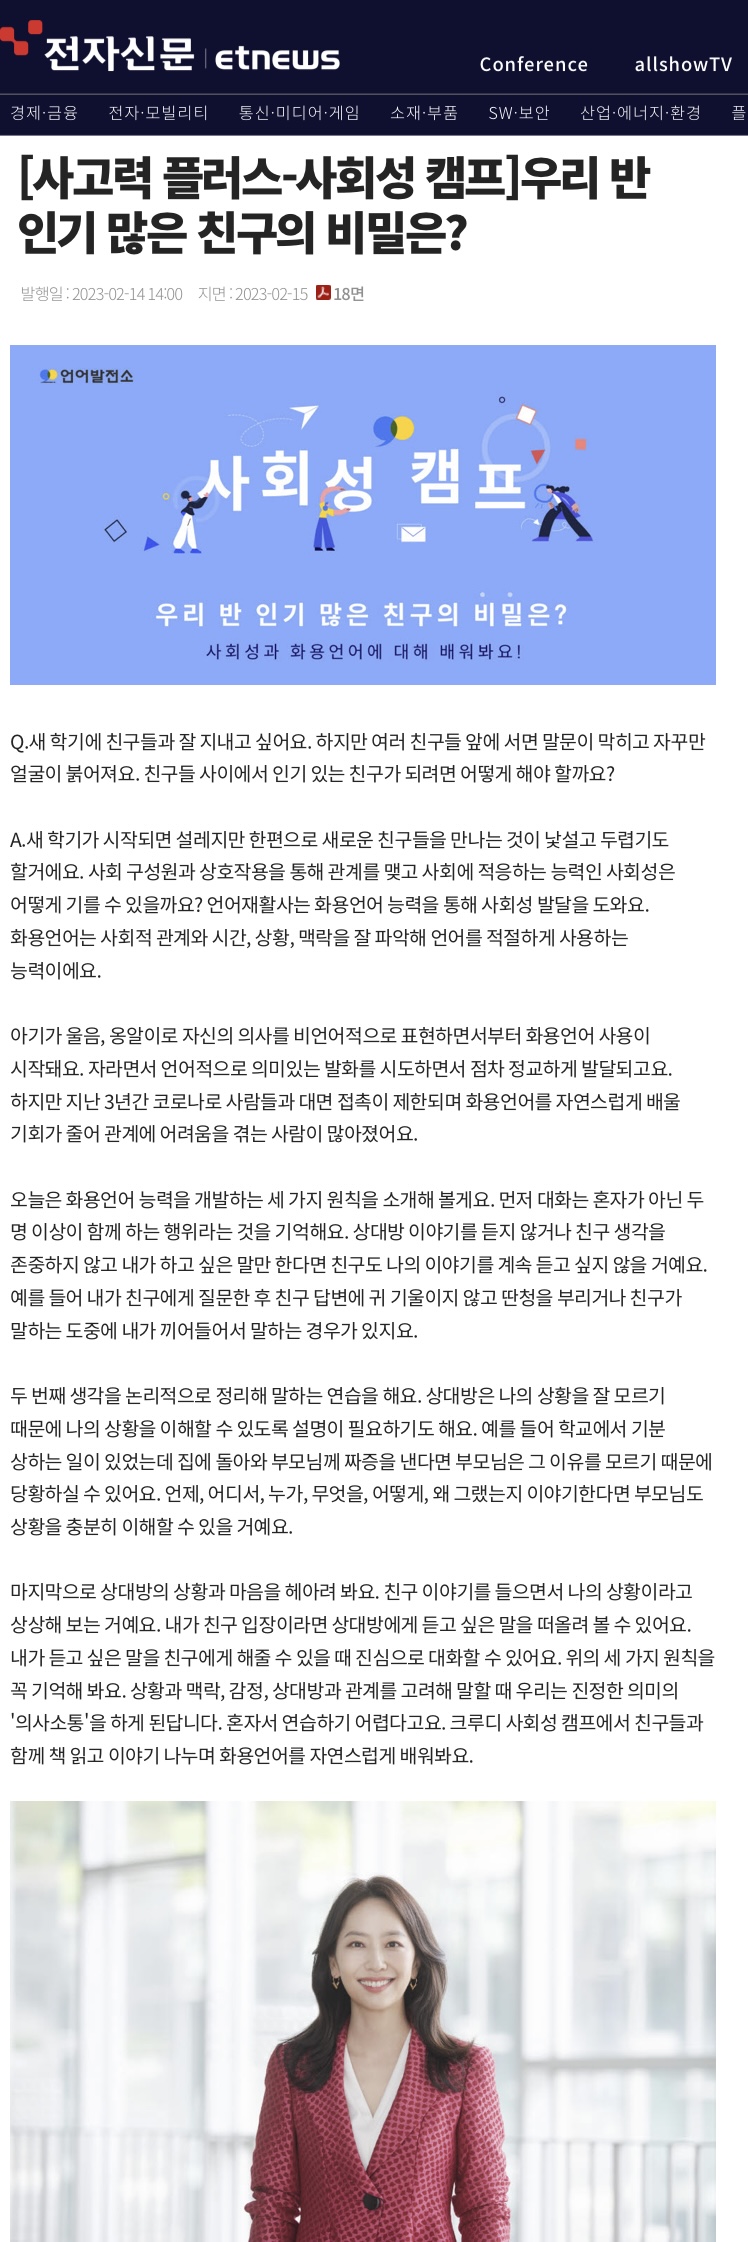 전자신문 | etnews
Conference allshowTV
경제·금융 전자·모빌리티 통신·미디어·게임 소재·부품 SW·보안 산업·에너지·환경 플
[사고력 플러스-사회성 캠프]우리 반
인기 많은 친구의 비밀은?
발행일 : 2023-02-14 14:00 지면 : 2023-02-15 18면
언어발전소
사회성 캠프
우리 반 인기 많은 친구의 비밀은?
사회성과 화용언어에 대해 배워봐요!
Q.새 학기에 친구들과 잘 지내고 싶어요. 하지만 여러 친구들 앞에 서면 말문이 막히고 자꾸만
얼굴이 붉어져요. 친구들 사이에서 인기 있는 친구가 되려면 어떻게 해야 할까요?
A.새 학기가 시작되면 설레지만 한편으로 새로운 친구들을 만나는 것이 낯설고 두렵기도
할거에요. 사회 구성원과 상호작용을 통해 관계를 맺고 사회에 적응하는 능력인 사회성은
어떻게 기를 수 있을까요? 언어재활사는 화용언어 능력을 통해 사회성 발달을 도와요.
화용언어는 사회적 관계와 시간, 상황, 맥락을 잘 파악해 언어를 적절하게 사용하는
능력이에요.
아기가 울음, 옹알이로 자신의 의사를 비언어적으로 표현하면서부터 화용언어 사용이
시작돼요. 자라면서 언어적으로 의미있는 발화를 시도하면서 점차 정교하게 발달되고요.
하지만 지난 3년간 코로나로 사람들과 대면 접촉이 제한되며 화용언어를 자연스럽게 배울
기회가 줄어 관계에 어려움을 겪는 사람이 많아졌어요.
오늘은 화용언어 능력을 개발하는 세 가지 원칙을 소개해 볼게요. 먼저 대화는 혼자가 아닌 두
명 이상이 함께 하는 행위라는 것을 기억해요. 상대방 이야기를 듣지 않거나 친구 생각을
존중하지 않고 내가 하고 싶은 말만 한다면 친구도 나의 이야기를 계속 듣고 싶지 않을 거예요.
예를 들어 내가 친구에게 질문한 후 친구 답변에 귀 기울이지 않고 딴청을 부리거나 친구가
말하는 도중에 내가 끼어들어서 말하는 경우가 있지요.
두 번째 생각을 논리적으로 정리해 말하는 연습을 해요. 상대방은 나의 상황을 잘 모르기
때문에 나의 상황을 이해할 수 있도록 설명이 필요하기도 해요. 예를 들어 학교에서 기분
상하는 일이 있었는데 집에 돌아와 부모님께 짜증을 낸다면 부모님은 그 이유를 모르기 때문에
당황하실 수 있어요. 언제, 어디서, 누가, 무엇을, 어떻게, 왜 그랬는지 이야기한다면 부모님도
상황을 충분히 이해할 수 있을 거예요.
마지막으로 상대방의 상황과 마음을 헤아려 봐요. 친구 이야기를 들으면서 나의 상황이라고
상상해 보는 거예요. 내가 친구 입장이라면 상대방에게 듣고 싶은 말을 떠올려 볼 수 있어요.
내가 듣고 싶은 말을 친구에게 해줄 수 있을 때 진심으로 대화할 수 있어요. 위의 세 가지 원칙을
꼭 기억해 봐요. 상황과 맥락, 감정, 상대방과 관계를 고려해 말할 때 우리는 진정한 의미의
'의사소통'을 하게 된답니다. 혼자서 연습하기 어렵다고요. 크루디 사회성 캠프에서 친구들과
함께 책 읽고 이야기 나누며 화용언어를 자연스럽게 배워봐요.